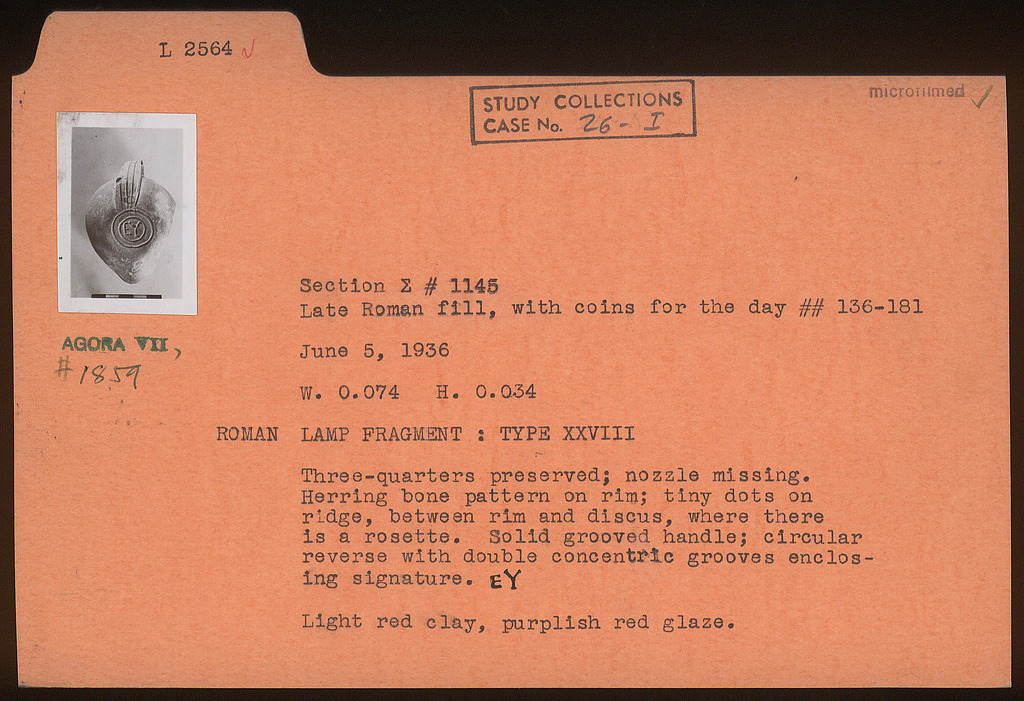 L 2564 ✓
STUDY COLLECTIONS
CASE No. 26-I
microfilmed ✓
ΕΥ
AGORA VII,
#1859
Section Σ # 1145
Late Roman fill, with coins for the day ## 136-181
June 5, 1936
W. 0.074 H. 0.034
ROMAN LAMP FRAGMENT : TYPE XXVIII
Three-quarters preserved; nozzle missing.
Herring bone pattern on rim; tiny dots on
ridge, between rim and discus, where there
is a rosette. Solid grooved handle; circular
reverse with double concentric grooves enclos-
ing signature. ΕΥ
Light red clay, purplish red glaze.